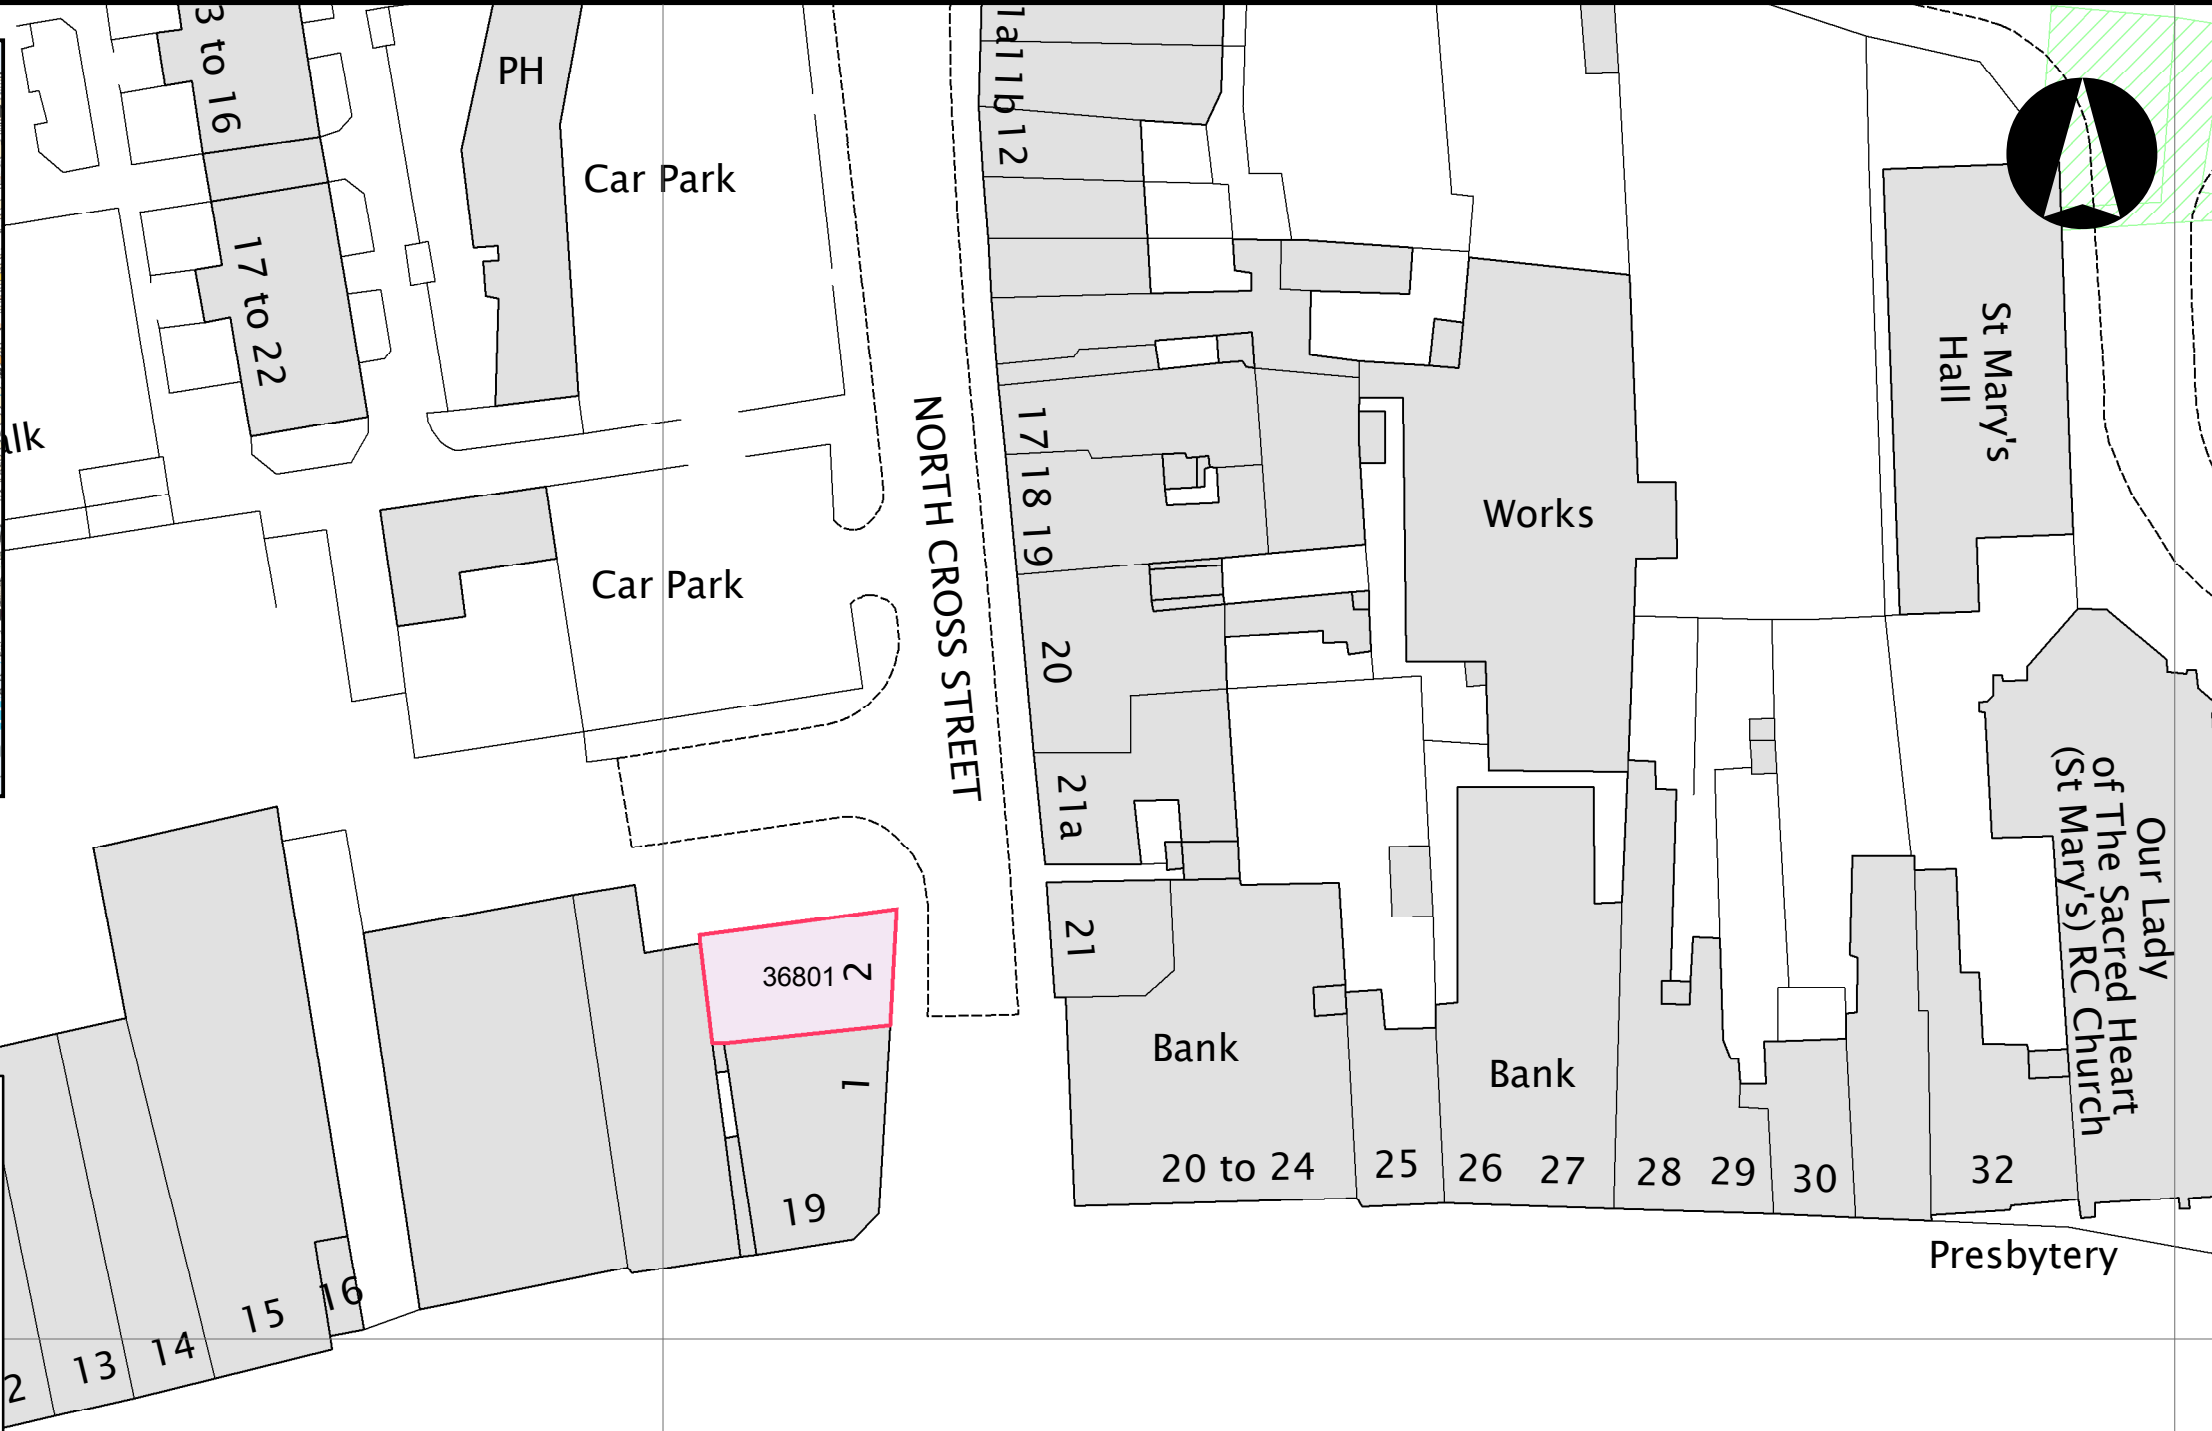 3 to 16
PH
Car Park
1a11b12
17 to 22
alk
Car Park
NORTH CROSS STREET
17 18 19
20
21a
21
Works
St Mary's
Hall
Our Lady
of The Sacred Heart
(St Mary's) RC Church
36801
2
1
19
Bank
Bank
20 to 24
25
26
27
28
29
30
32
Presbytery
16
15
14
13
2